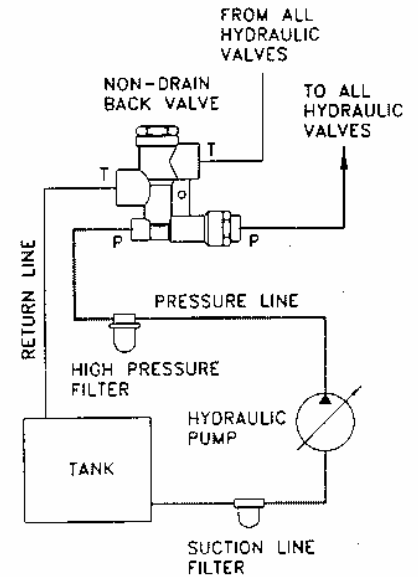 FROM ALL
HYDRAULIC
VALVES
NON-DRAIN
BACK VALVE
TO ALL
HYDRAULIC
VALVES
T
T
P
P
RETURN LINE
PRESSURE LINE
HIGH PRESSURE
FILTER
HYDRAULIC
PUMP
TANK
SUCTION LINE
FILTER